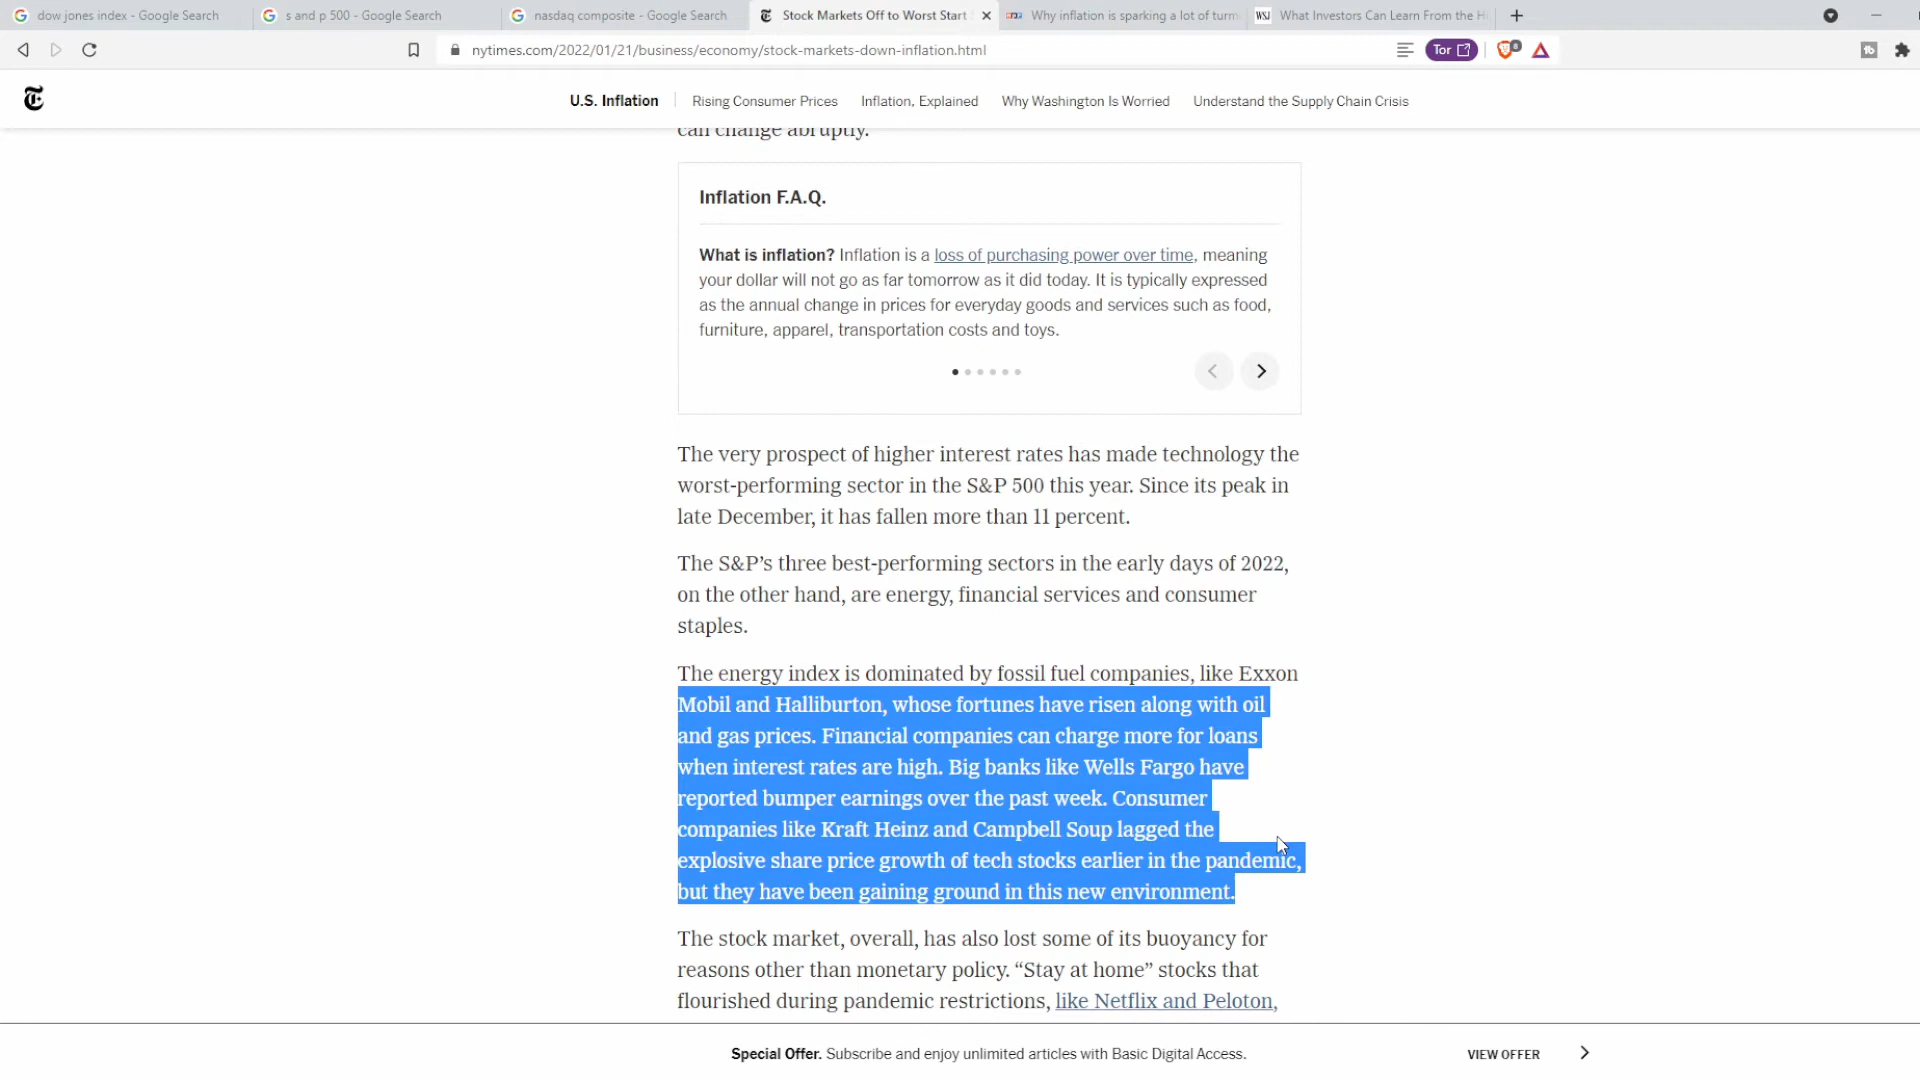 dow jones index - Google Search
s and p 500 - Google Search
nasdaq composite - Google Search
Stock Markets Off to Worst Start
Why inflation is sparking a lot of turm
WSJ
What Investors Can Learn From the H
nytimes.com/2022/01/21/business/economy/stock-markets-down-inflation.html
Tor
8
U.S. Inflation
Rising Consumer Prices
Inflation, Explained
Why Washington Is Worried
Understand the Supply Chain Crisis
can change abruptly.
Inflation F.A.Q.
What is inflation? Inflation is a loss of purchasing power over time, meaning
your dollar will not go as far tomorrow as it did today. It is typically expressed
as the annual change in prices for everyday goods and services such as food,
furniture, apparel, transportation costs and toys.
The very prospect of higher interest rates has made technology the
worst-performing sector in the S&P 500 this year. Since its peak in
late December, it has fallen more than 11 percent.
The S&P’s three best-performing sectors in the early days of 2022,
on the other hand, are energy, financial services and consumer
staples.
The energy index is dominated by fossil fuel companies, like Exxon
Mobil and Halliburton, whose fortunes have risen along with oil
and gas prices. Financial companies can charge more for loans
when interest rates are high. Big banks like Wells Fargo have
reported bumper earnings over the past week. Consumer
companies like Kraft Heinz and Campbell Soup lagged the
explosive share price growth of tech stocks earlier in the pandemic,
but they have been gaining ground in this new environment.
The stock market, overall, has also lost some of its buoyancy for
reasons other than monetary policy. “Stay at home” stocks that
flourished during pandemic restrictions, like Netflix and Peloton,
Special Offer. Subscribe and enjoy unlimited articles with Basic Digital Access.
VIEW OFFER